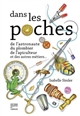 dans les
poches
de l'astronaute
du plombier
de l'apiculteur
et des autres métiers...
Isabelle Simler